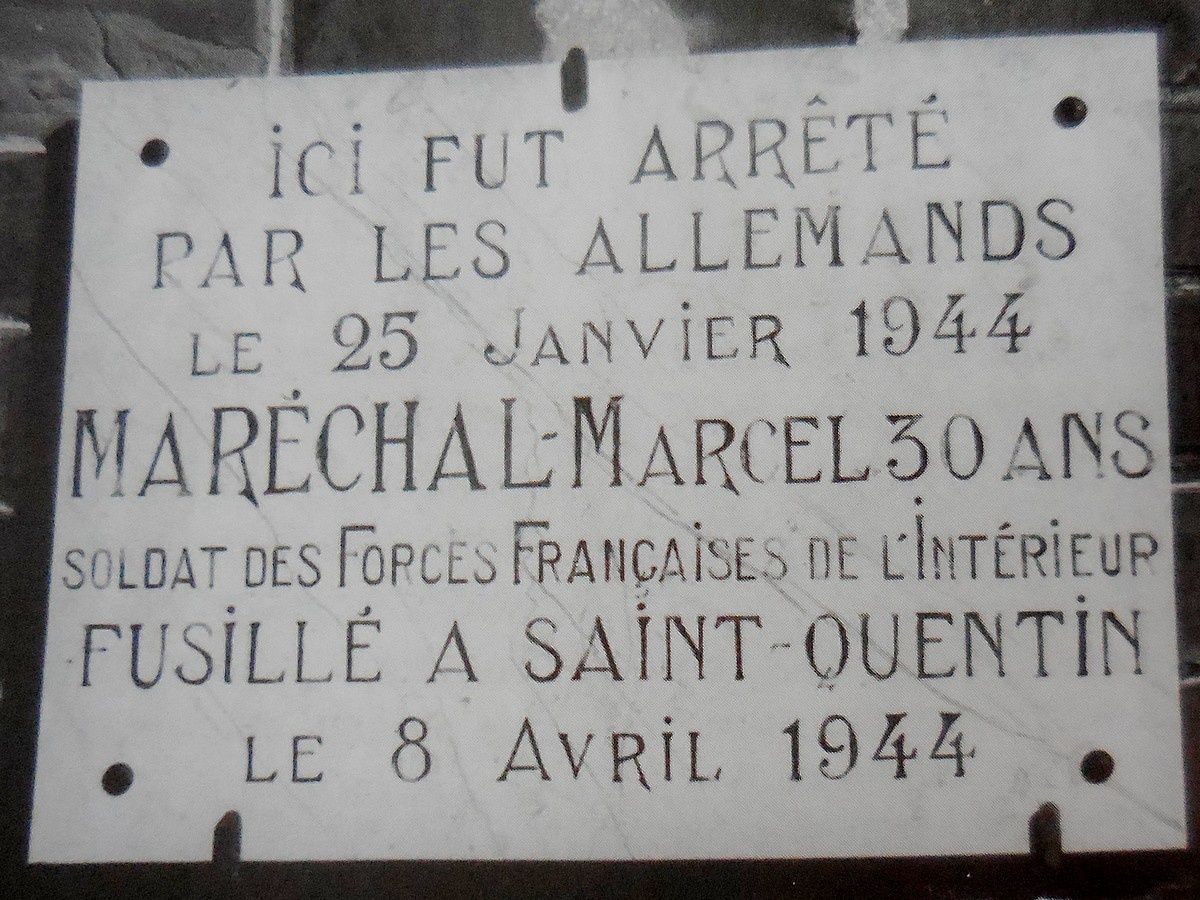 ICI FUT ARRÊTÉ
PAR LES ALLEMANDS
LE 25 JANVIER 1944
MARÉCHAL-MARCEL 30 ANS
SOLDAT DES FORCES FRANÇAISES DE L'INTÉRIEUR
FUSILLÉ A SAINT-QUENTIN
LE 8 AVRIL 1944